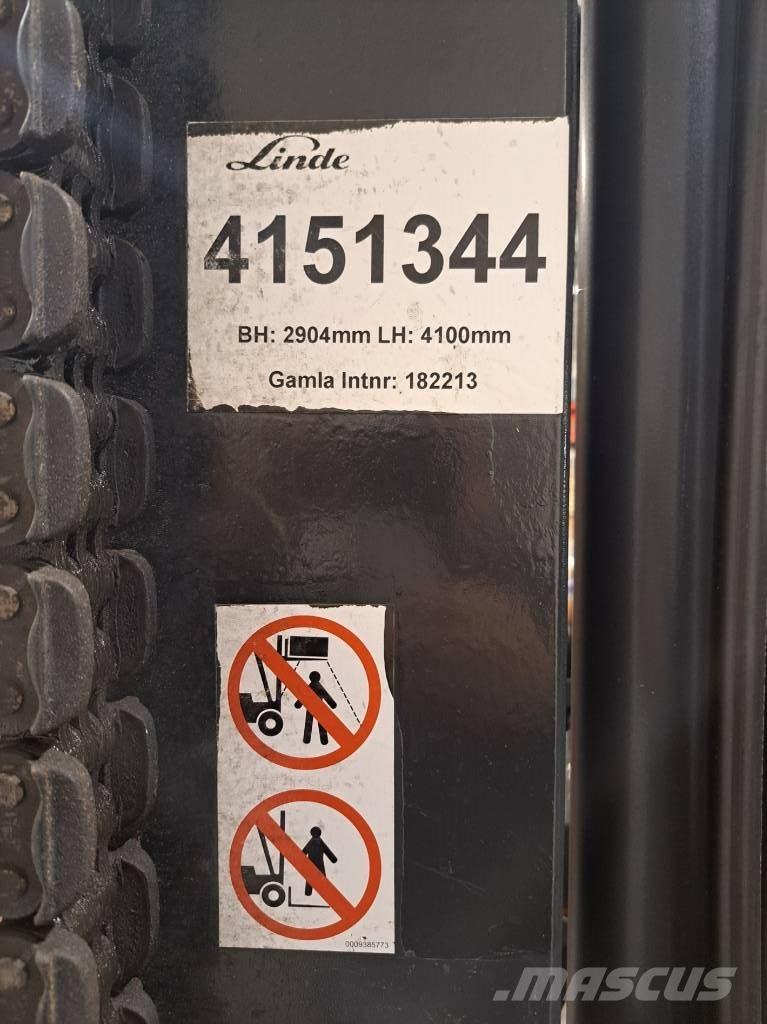 Linde
4151344
BH: 2904mm LH: 4100mm
Gamla Intnr: 182213
0009385773
MASCUS